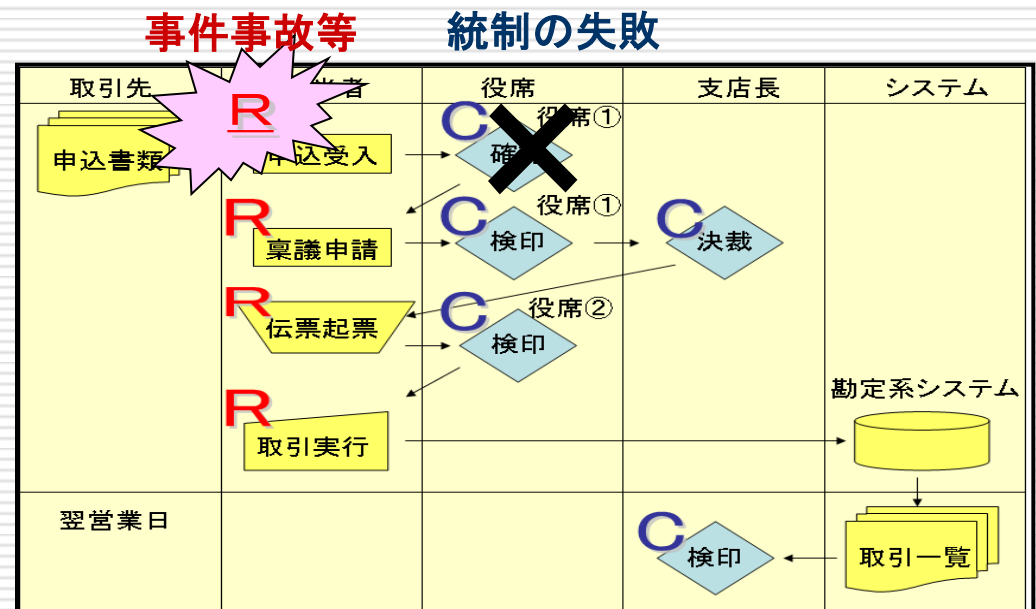 事件事故等 統制の失敗
取引先 当者 役席 支店長 システム
R
申込書類 申込受入 C 確 役席①
R 稟議申請 C 検印 役席① C 決裁
R 伝票起票 C 検印 役席②
R 取引実行 勘定系システム
翌営業日 C 検印 取引一覧